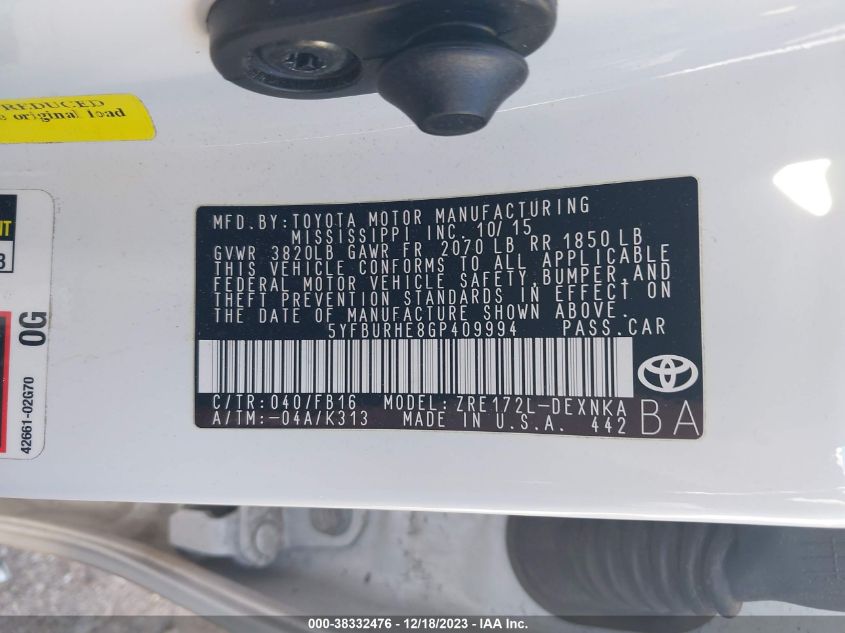 REDUCED
original load
0G
42661-02G70
MFD.BY:TOYOTA MOTOR MANUFACTURING
MISSISSIPPI INC. 10/15
GVWR 3820LB GAWR FR 2070 LB RR 1850 LB
THIS VEHICLE CONFORMS TO ALL APPLICABLE
FEDERAL MOTOR VEHICLE SAFETY,BUMPER,AND
THEFT PREVENTION STANDARDS IN EFFECT ON
THE DATE OF MANUFACTURE SHOWN ABOVE.
5YFBURHE8GP409994 PASS.CAR
C/TR:040/FB16 MODEL:ZRE172L-DEXNKA
A/TM:-04A/K313 MADE IN U.S.A. 442
BA
000-38332476 - 12/18/2023 - IAA Inc.